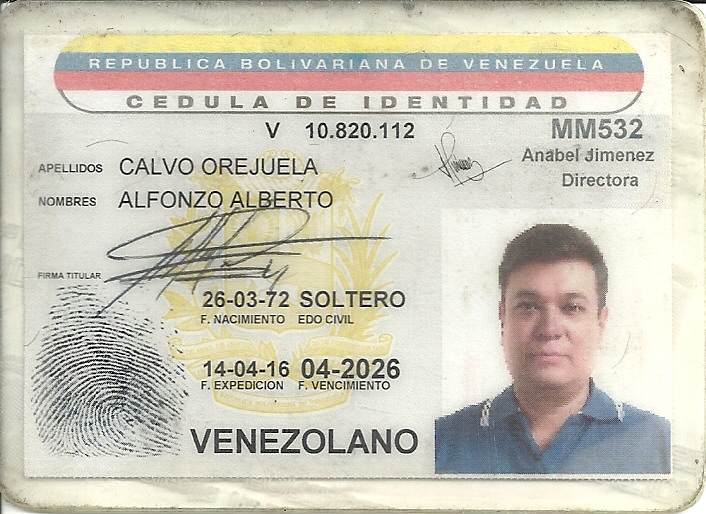 REPUBLICA BOLIVARIANA DE VENEZUELA
CEDULA DE IDENTIDAD
V 10.820.112
MM532
Anabel Jimenez
Directora
APELLIDOS CALVO OREJUELA
NOMBRES ALFONZO ALBERTO
FIRMA TITULAR
26-03-72 SOLTERO
F. NACIMIENTO EDO CIVIL
14-04-16 04-2026
F. EXPEDICION F. VENCIMIENTO
VENEZOLANO